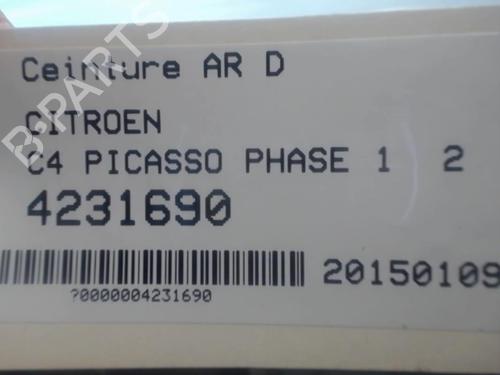 Ceinture AR D
CITROEN
C4 PICASSO PHASE 1 2
4231690
20150109
?0000004231690
B-PARTS